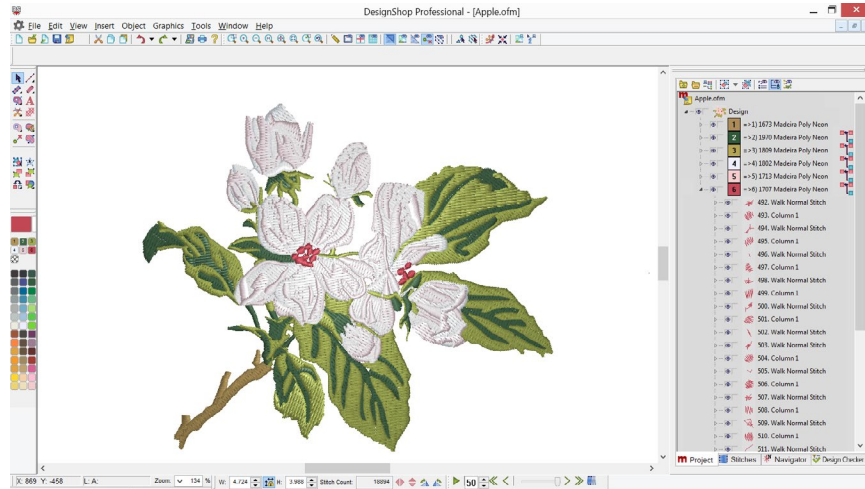 DesignShop Professional - [Apple.ofm]
File Edit View Insert Object Graphics Tools Window Help
Apple.ofm
Design
1 =>1) 1673 Madeira Poly Neon
2 =>2) 1970 Madeira Poly Neon
3 =>3) 1809 Madeira Poly Neon
4 =>4) 1802 Madeira Poly Neon
5 =>5) 1713 Madeira Poly Neon
6 =>6) 1707 Madeira Poly Neon
492. Walk Normal Stitch
493. Column 1
494. Walk Normal Stitch
495. Column 1
496. Walk Normal Stitch
497. Column 1
498. Walk Normal Stitch
499. Column 1
500. Walk Normal Stitch
501. Column 1
502. Walk Normal Stitch
503. Walk Normal Stitch
504. Column 1
505. Walk Normal Stitch
506. Column 1
507. Walk Normal Stitch
508. Column 1
509. Walk Normal Stitch
510. Column 1
511. Walk Normal Stitch
Project Stitches Navigator Design Checker
X: 869 Y: -458 L: A: Zoom: 134 % W: 4.724 H: 3.988 Stitch Count: 18894 50